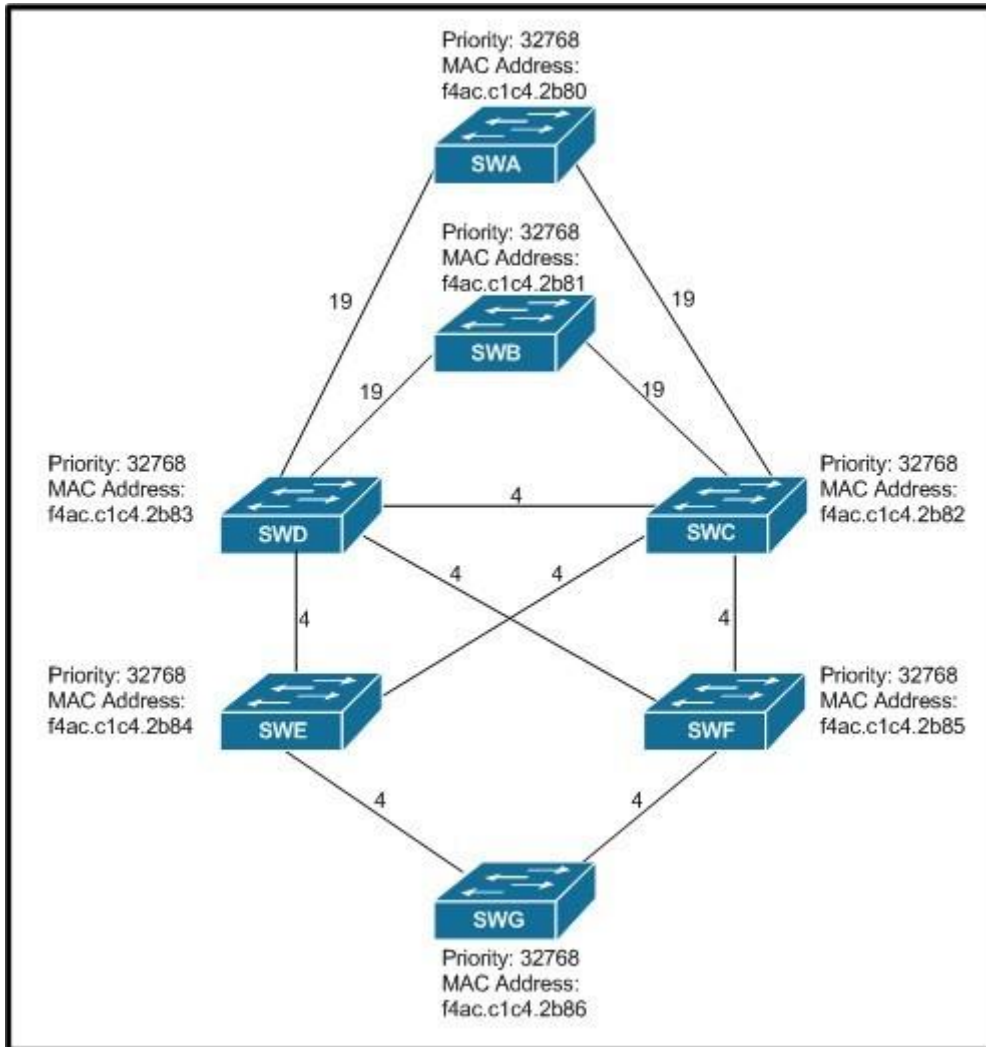 Priority: 32768
MAC Address:
f4ac.c1c4.2b80
SWA
Priority: 32768
MAC Address:
f4ac.c1c4.2b81
19
19
SWB
19
19
Priority: 32768
MAC Address:
f4ac.c1c4.2b83
SWD
4
Priority: 32768
MAC Address:
f4ac.c1c4.2b82
SWC
4
4
4
4
Priority: 32768
MAC Address:
f4ac.c1c4.2b84
SWE
Priority: 32768
MAC Address:
f4ac.c1c4.2b85
SWF
4
4
SWG
Priority: 32768
MAC Address:
f4ac.c1c4.2b86